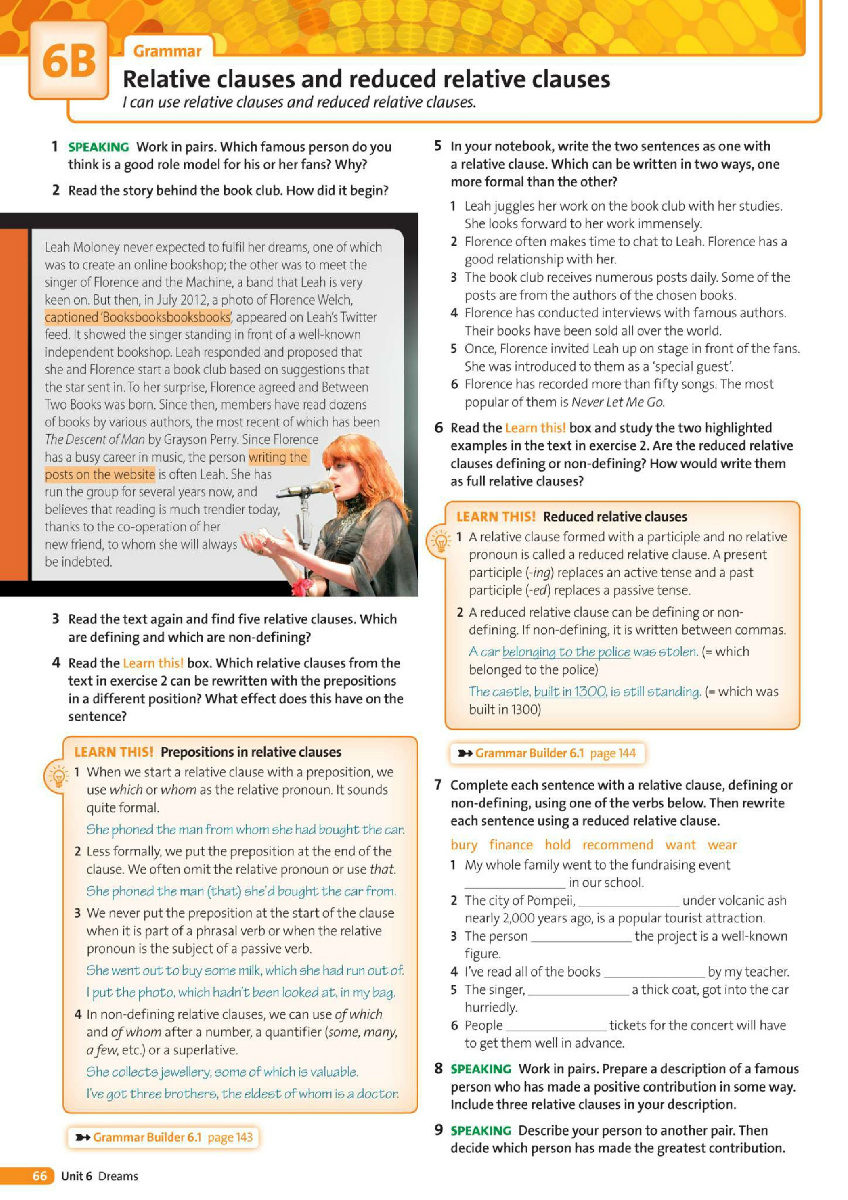 6B
Grammar
Relative clauses and reduced relative clauses
I can use relative clauses and reduced relative clauses.
1 SPEAKING Work in pairs. Which famous person do you
think is a good role model for his or her fans? Why?
2 Read the story behind the book club. How did it begin?
Leah Moloney never expected to fulfil her dreams, one of which
was to create an online bookshop; the other was to meet the
singer of Florence and the Machine, a band that Leah is very
keen on. But then, in July 2012, a photo of Florence Welch,
captioned 'Booksbooksbooksbooks', appeared on Leah's Twitter
feed. It showed the singer standing in front of a well-known
independent bookshop. Leah responded and proposed that
she and Florence start a book club based on suggestions that
the star sent in. To her surprise, Florence agreed and Between
Two Books was born. Since then, members have read dozens
of books by various authors, the most recent of which has been
The Descent of Man by Grayson Perry. Since Florence
has a busy career in music, the person writing the
posts on the website is often Leah. She has
run the group for several years now, and
believes that reading is much trendier today,
thanks to the co-operation of her
new friend, to whom she will always
be indebted.
3 Read the text again and find five relative clauses. Which
are defining and which are non-defining?
4 Read the Learn this! box. Which relative clauses from the
text in exercise 2 can be rewritten with the prepositions
in a different position? What effect does this have on the
sentence?
LEARN THIS! Prepositions in relative clauses
1 When we start a relative clause with a preposition, we
use which or whom as the relative pronoun. It sounds
quite formal.
She phoned the man from whom she had bought the car.
2 Less formally, we put the preposition at the end of the
clause. We often omit the relative pronoun or use that.
She phoned the man (that) she'd bought the car from.
3 We never put the preposition at the start of the clause
when it is part of a phrasal verb or when the relative
pronoun is the subject of a passive verb.
She went out to buy some milk, which she had run out of.
I put the photo, which hadn't been looked at, in my bag.
4 In non-defining relative clauses, we can use of which
and of whom after a number, a quantifier (some, many,
a few, etc.) or a superlative.
She collects jewellery, some of which is valuable.
I've got three brothers, the eldest of whom is a doctor.
Grammar Builder 6.1 page 143
5 In your notebook, write the two sentences as one with
a relative clause. Which can be written in two ways, one
more formal than the other?
1 Leah juggles her work on the book club with her studies.
She looks forward to her work immensely.
2 Florence often makes time to chat to Leah. Florence has a
good relationship with her.
3 The book club receives numerous posts daily. Some of the
posts are from the authors of the chosen books.
4 Florence has conducted interviews with famous authors.
Their books have been sold all over the world.
5 Once, Florence invited Leah up on stage in front of the fans.
She was introduced to them as a 'special guest'.
6 Florence has recorded more than fifty songs. The most
popular of them is Never Let Me Go.
6 Read the Learn this! box and study the two highlighted
examples in the text in exercise 2. Are the reduced relative
clauses defining or non-defining? How would write them
as full relative clauses?
LEARN THIS! Reduced relative clauses
1 A relative clause formed with a participle and no relative
pronoun is called a reduced relative clause. A present
participle (-ing) replaces an active tense and a past
participle (-ed) replaces a passive tense.
2 A reduced relative clause can be defining or non-
defining. If non-defining, it is written between commas.
A car belonging to the police was stolen. (= which
belonged to the police)
The castle, built in 1300, is still standing. (= which was
built in 1300)
Grammar Builder 6.1 page 144
7 Complete each sentence with a relative clause, defining or
non-defining, using one of the verbs below. Then rewrite
each sentence using a reduced relative clause.
bury finance hold recommend want wear
1 My whole family went to the fundraising event
______________ in our school.
2 The city of Pompeii, ______________ under volcanic ash
nearly 2,000 years ago, is a popular tourist attraction.
3 The person ______________ the project is a well-known
figure.
4 I've read all of the books ______________ by my teacher.
5 The singer, ______________ a thick coat, got into the car
hurriedly.
6 People ______________ tickets for the concert will have
to get them well in advance.
8 SPEAKING Work in pairs. Prepare a description of a famous
person who has made a positive contribution in some way.
Include three relative clauses in your description.
9 SPEAKING Describe your person to another pair. Then
decide which person has made the greatest contribution.
66 Unit 6 Dreams